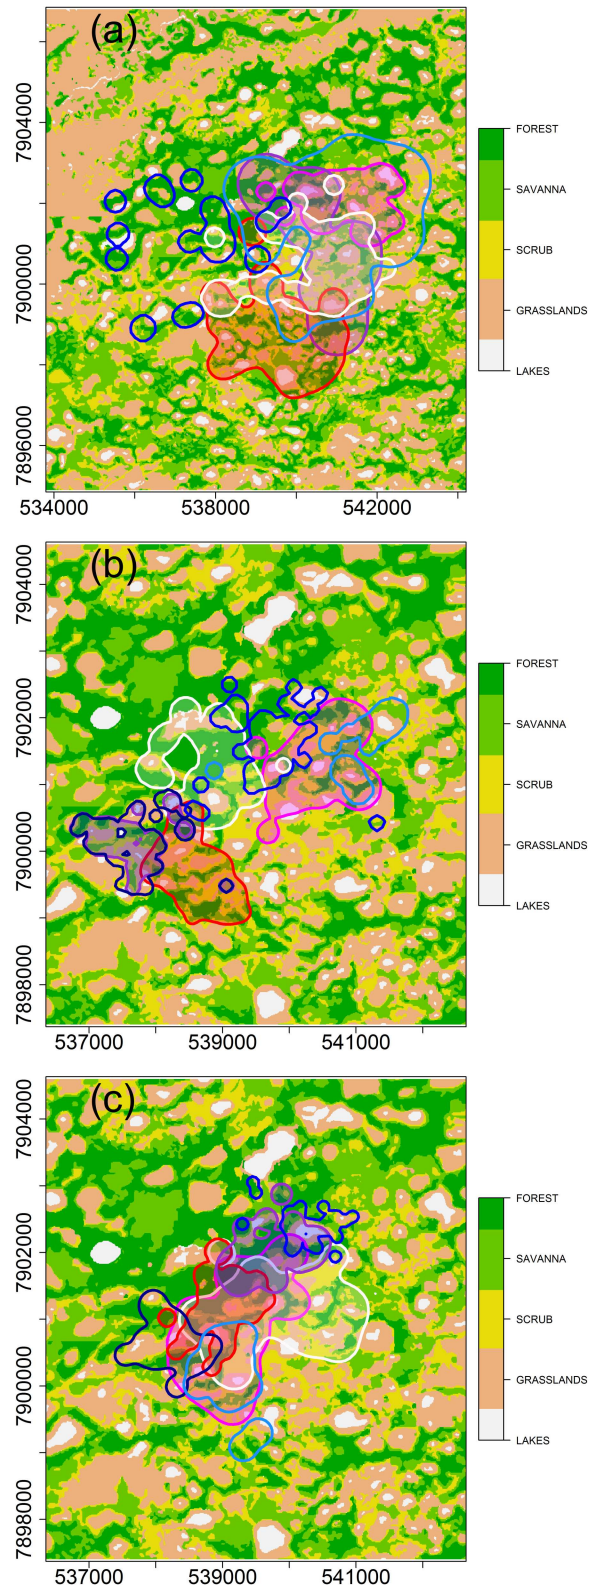 (a)
7904000
7900000
7896000
534000
538000
542000
FOREST
SAVANNA
SCRUB
GRASSLANDS
LAKES
(b)
7904000
7902000
7900000
7898000
537000
539000
541000
FOREST
SAVANNA
SCRUB
GRASSLANDS
LAKES
(c)
7904000
7902000
7900000
7898000
537000
539000
541000
FOREST
SAVANNA
SCRUB
GRASSLANDS
LAKES